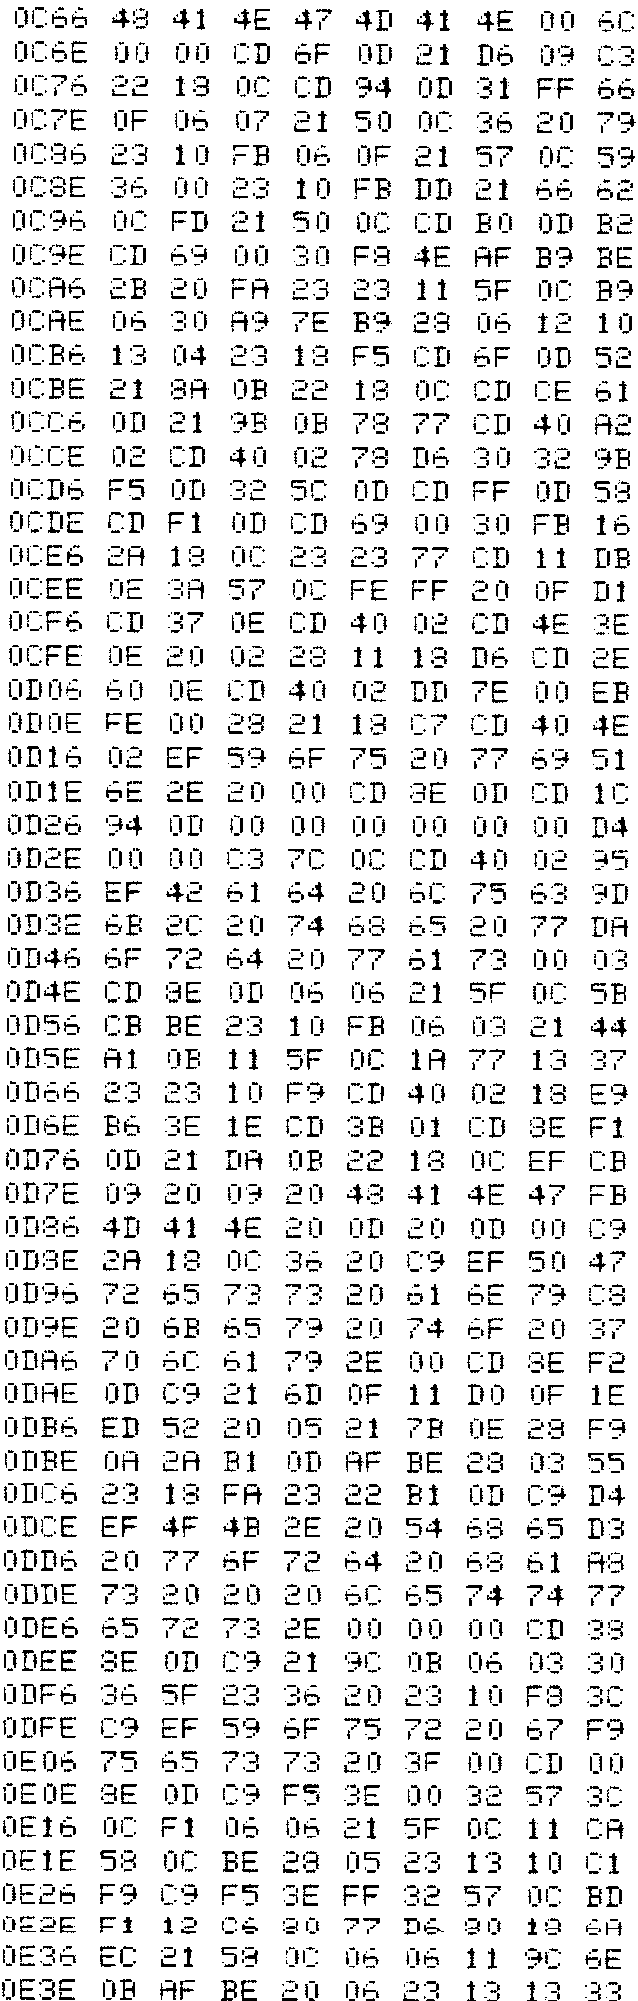 0C66 48 41 4E 47 4D 41 4E 00 6C
0C6E 00 00 CD 6F 0D 21 D6 09 C3
0C76 22 18 0C CD 94 0D 31 FF 66
0C7E 0F 06 07 21 50 0C 36 20 79
0C86 23 10 FB 06 0F 21 57 0C 59
0C8E 36 00 23 10 FB DD 21 66 62
0C96 0C FD 21 50 0C CD B0 0D B2
0C9E CD 69 00 30 F8 4E AF B9 BE
0CA6 2B 20 FA 23 23 11 5F 0C B9
0CAE 06 30 A9 7E B9 28 06 12 10
0CB6 13 04 23 18 F5 CD 6F 0D 52
0CBE 21 8A 0B 22 18 0C CD CE 61
0CC6 0D 21 9B 0B 78 77 CD 40 A2
0CCE 02 CD 40 02 78 D6 30 32 9B
0CD6 F5 0D 32 5C 0D CD FF 0D 58
0CDE CD F1 0D CD 69 00 30 FB 16
0CE6 2A 18 0C 23 23 77 CD 11 DB
0CEE 0E 3A 57 0C FE FF 20 0F D1
0CF6 CD 37 0E CD 40 02 CD 4E 3E
0CFE 0E 20 02 28 11 18 D6 CD 2E
0D06 60 0E CD 40 02 DD 7E 00 EB
0D0E FE 00 28 21 18 C7 CD 40 4E
0D16 02 EF 59 6F 75 20 77 69 51
0D1E 6E 2E 20 00 CD 8E 0D CD 1C
0D26 94 0D 00 00 00 00 00 00 D4
0D2E 00 00 C3 7C 0C CD 40 02 95
0D36 EF 42 61 64 20 6C 75 63 9D
0D3E 6B 2C 20 74 68 65 20 77 DA
0D46 6F 72 64 20 77 61 73 00 03
0D4E CD 8E 0D 06 06 21 5F 0C 5B
0D56 CB BE 23 10 FB 06 03 21 44
0D5E A1 0B 11 5F 0C 1A 77 13 37
0D66 23 23 10 F9 CD 40 02 18 E9
0D6E B6 3E 1E CD 3B 01 CD 8E F1
0D76 0D 21 DA 0B 22 18 0C EF CB
0D7E 09 20 09 20 48 41 4E 47 FB
0D86 4D 41 4E 20 0D 20 0D 00 C9
0D8E 2A 18 0C 36 20 C9 EF 50 47
0D96 72 65 73 73 20 61 6E 79 C8
0D9E 20 6B 65 79 20 74 6F 20 37
0DA6 70 6C 61 79 2E 00 CD 8E F2
0DAE 0D C9 21 6D 0F 11 D0 0F 1E
0DB6 ED 52 20 05 21 7B 0E 28 F9
0DBE 0A 2A B1 0D AF BE 28 03 55
0DC6 23 18 FA 23 22 B1 0D C9 D4
0DCE EF 4F 4B 2E 20 54 68 65 D3
0DD6 20 77 6F 72 64 20 68 61 A8
0DDE 73 20 20 20 6C 65 74 74 77
0DE6 65 72 73 2E 00 00 00 CD 38
0DEE 8E 0D C9 21 9C 0B 06 03 30
0DF6 36 5F 23 36 20 23 10 F8 3C
0DFE C9 EF 59 6F 75 72 20 67 F9
0E06 75 65 73 73 20 3F 00 CD 00
0E0E 8E 0D C9 F5 3E 00 32 57 3C
0E16 0C F1 06 06 21 5F 0C 11 CA
0E1E 58 0C BE 28 05 23 13 10 C1
0E26 F9 C9 F5 3E FF 32 57 0C BD
0E2E F1 12 C6 80 77 D6 80 18 6A
0E36 EC 21 58 0C 06 06 11 9C 6E
0E3E 0B AF BE 20 06 23 13 13 33